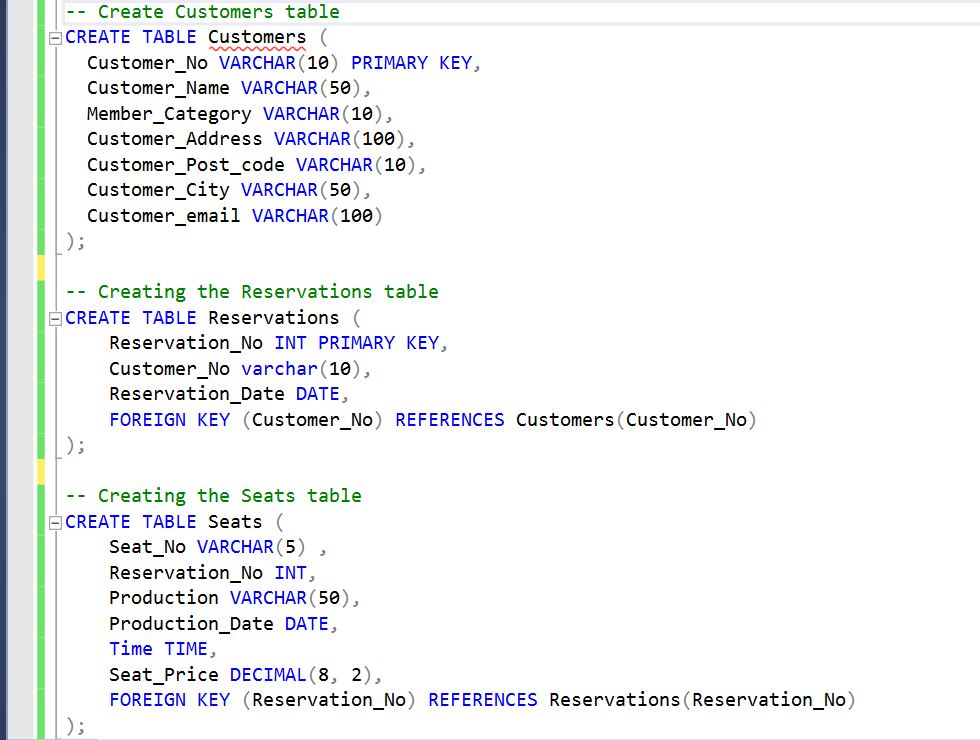 -- Create Customers table
CREATE TABLE Customers (
  Customer_No VARCHAR(10) PRIMARY KEY,
  Customer_Name VARCHAR(50),
  Member_Category VARCHAR(10),
  Customer_Address VARCHAR(100),
  Customer_Post_code VARCHAR(10),
  Customer_City VARCHAR(50),
  Customer_email VARCHAR(100)
);
-- Creating the Reservations table
CREATE TABLE Reservations (
    Reservation_No INT PRIMARY KEY,
    Customer_No varchar(10),
    Reservation_Date DATE,
    FOREIGN KEY (Customer_No) REFERENCES Customers(Customer_No)
);
-- Creating the Seats table
CREATE TABLE Seats (
    Seat_No VARCHAR(5) ,
    Reservation_No INT,
    Production VARCHAR(50),
    Production_Date DATE,
    Time TIME,
    Seat_Price DECIMAL(8, 2),
    FOREIGN KEY (Reservation_No) REFERENCES Reservations(Reservation_No)
);